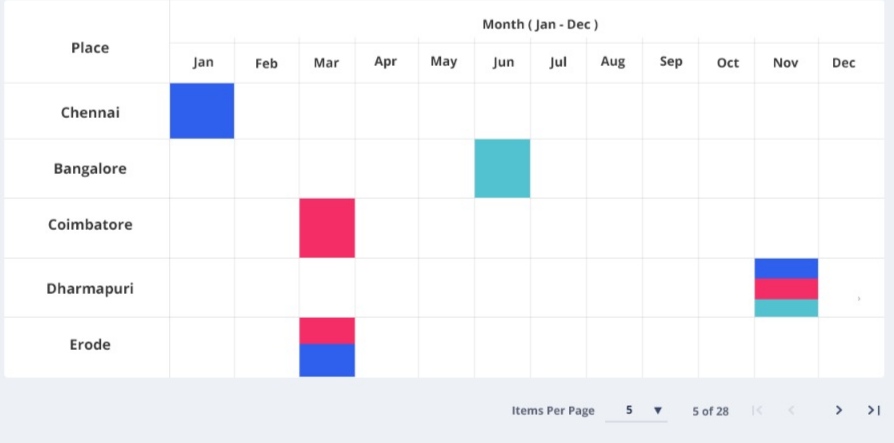 Place
Month ( Jan - Dec )
Jan Feb Mar Apr May Jun Jul Aug Sep Oct Nov Dec
Chennai
Bangalore
Coimbatore
Dharmapuri
Erode
Items Per Page 5 5 of 28